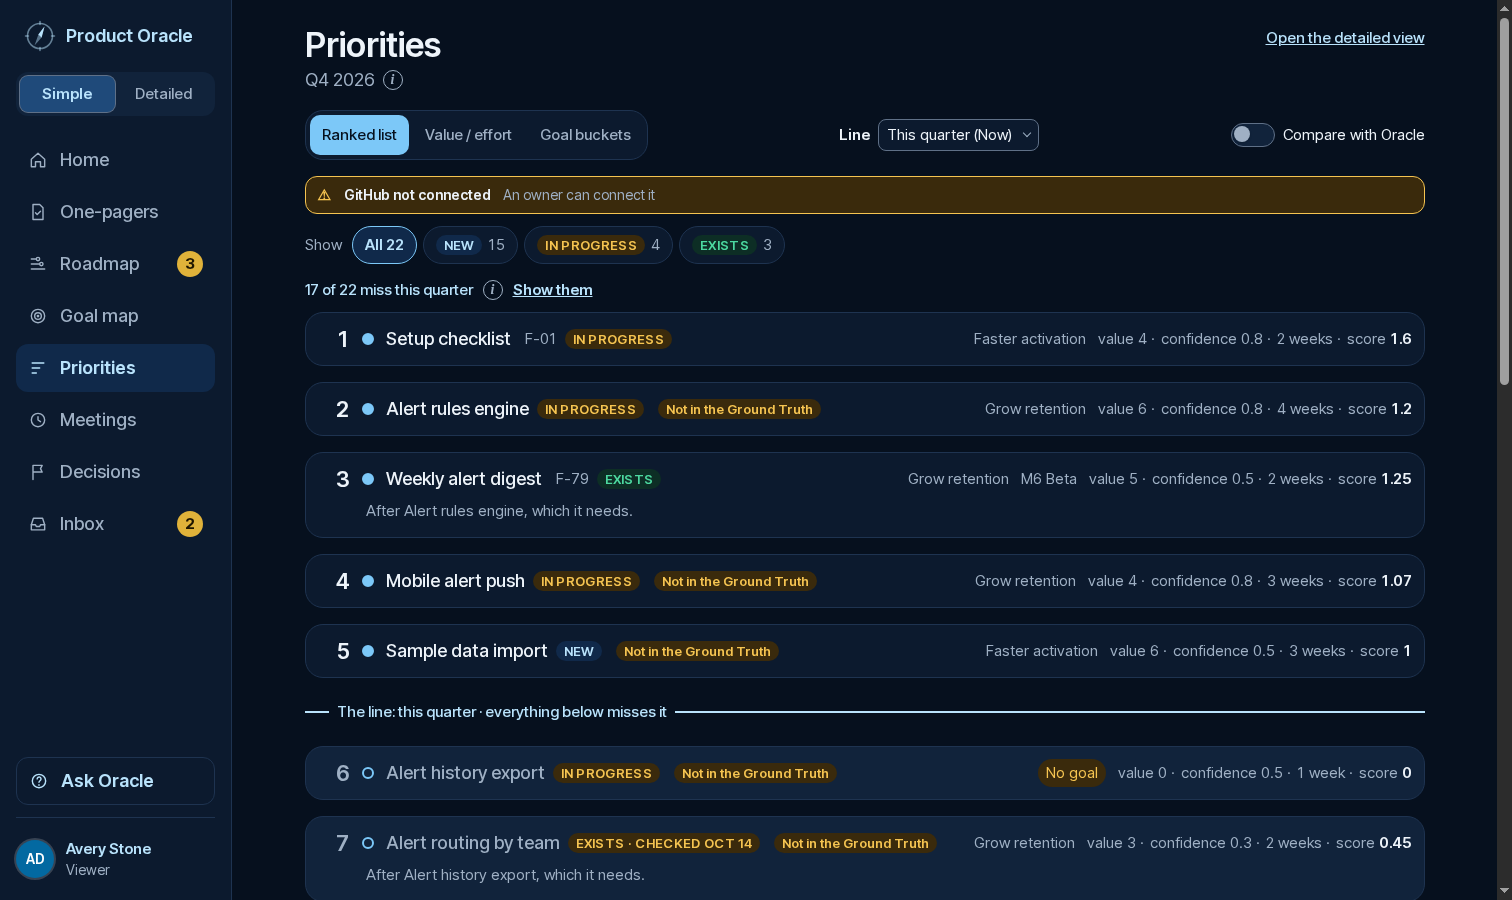 Product Oracle
Simple Detailed
Home
One-pagers
Roadmap 3
Goal map
Priorities
Meetings
Decisions
Inbox 2
Ask Oracle
AD Avery Stone
Viewer
Priorities
Open the detailed view
Q4 2026 i
Ranked list Value / effort Goal buckets
Line This quarter (Now)
Compare with Oracle
GitHub not connected An owner can connect it
Show All 22 NEW 15 IN PROGRESS 4 EXISTS 3
17 of 22 miss this quarter i Show them
1 Setup checklist F-01 IN PROGRESS Faster activation value 4 · confidence 0.8 · 2 weeks · score 1.6
2 Alert rules engine IN PROGRESS Not in the Ground Truth Grow retention value 6 · confidence 0.8 · 4 weeks · score 1.2
3 Weekly alert digest F-79 EXISTS Grow retention M6 Beta value 5 · confidence 0.5 · 2 weeks · score 1.25
After Alert rules engine, which it needs.
4 Mobile alert push IN PROGRESS Not in the Ground Truth Grow retention value 4 · confidence 0.8 · 3 weeks · score 1.07
5 Sample data import NEW Not in the Ground Truth Faster activation value 6 · confidence 0.5 · 3 weeks · score 1
The line: this quarter · everything below misses it
6 Alert history export IN PROGRESS Not in the Ground Truth No goal value 0 · confidence 0.5 · 1 week · score 0
7 Alert routing by team EXISTS · CHECKED OCT 14 Not in the Ground Truth Grow retention value 3 · confidence 0.3 · 2 weeks · score 0.45
After Alert history export, which it needs.